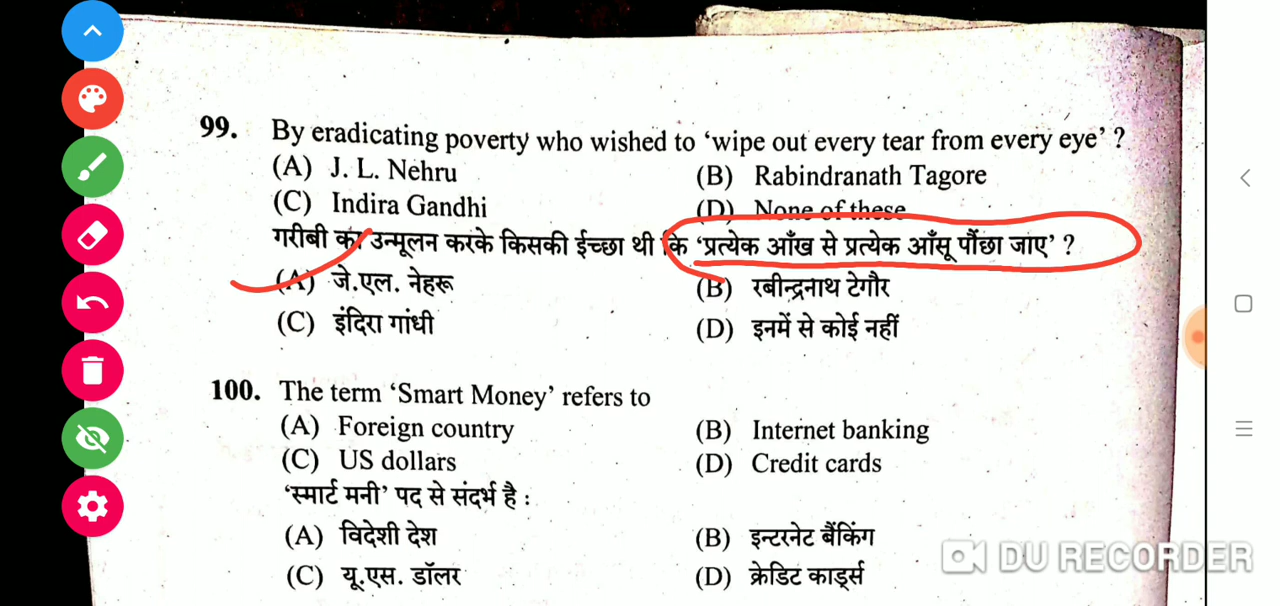 99. By eradicating poverty who wished to ‘wipe out every tear from every eye’ ?
(A) J. L. Nehru (B) Rabindranath Tagore
(C) Indira Gandhi (D) None of these
गरीबी का उन्मूलन करके किसकी ईच्छा थी कि ‘प्रत्येक आँख से प्रत्येक आँसू पौंछा जाए’ ?
(A) जे.एल. नेहरू (B) रबीन्द्रनाथ टेगौर
(C) इंदिरा गांधी (D) इनमें से कोई नहीं
100. The term ‘Smart Money’ refers to
(A) Foreign country (B) Internet banking
(C) US dollars (D) Credit cards
‘स्मार्ट मनी’ पद से संदर्भ है :
(A) विदेशी देश (B) इन्टरनेट बैंकिंग
(C) यू.एस. डॉलर (D) क्रेडिट कार्ड्स
DU RECORDER